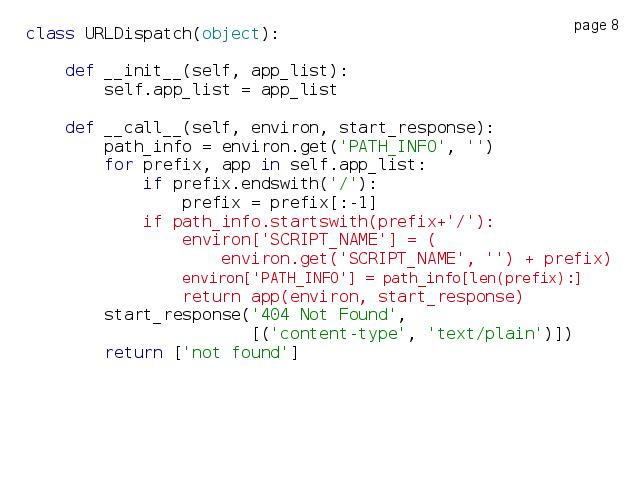 page 8
class URLDispatch(object):
    def __init__(self, app_list):
        self.app_list = app_list
    def __call__(self, environ, start_response):
        path_info = environ.get('PATH_INFO', '')
        for prefix, app in self.app_list:
            if prefix.endswith('/'):
                prefix = prefix[:-1]
            if path_info.startswith(prefix+'/'):
                environ['SCRIPT_NAME'] = (
                    environ.get('SCRIPT_NAME', '') + prefix)
                environ['PATH_INFO'] = path_info[len(prefix):]
                return app(environ, start_response)
        start_response('404 Not Found',
                       [('content-type', 'text/plain')])
        return ['not found']